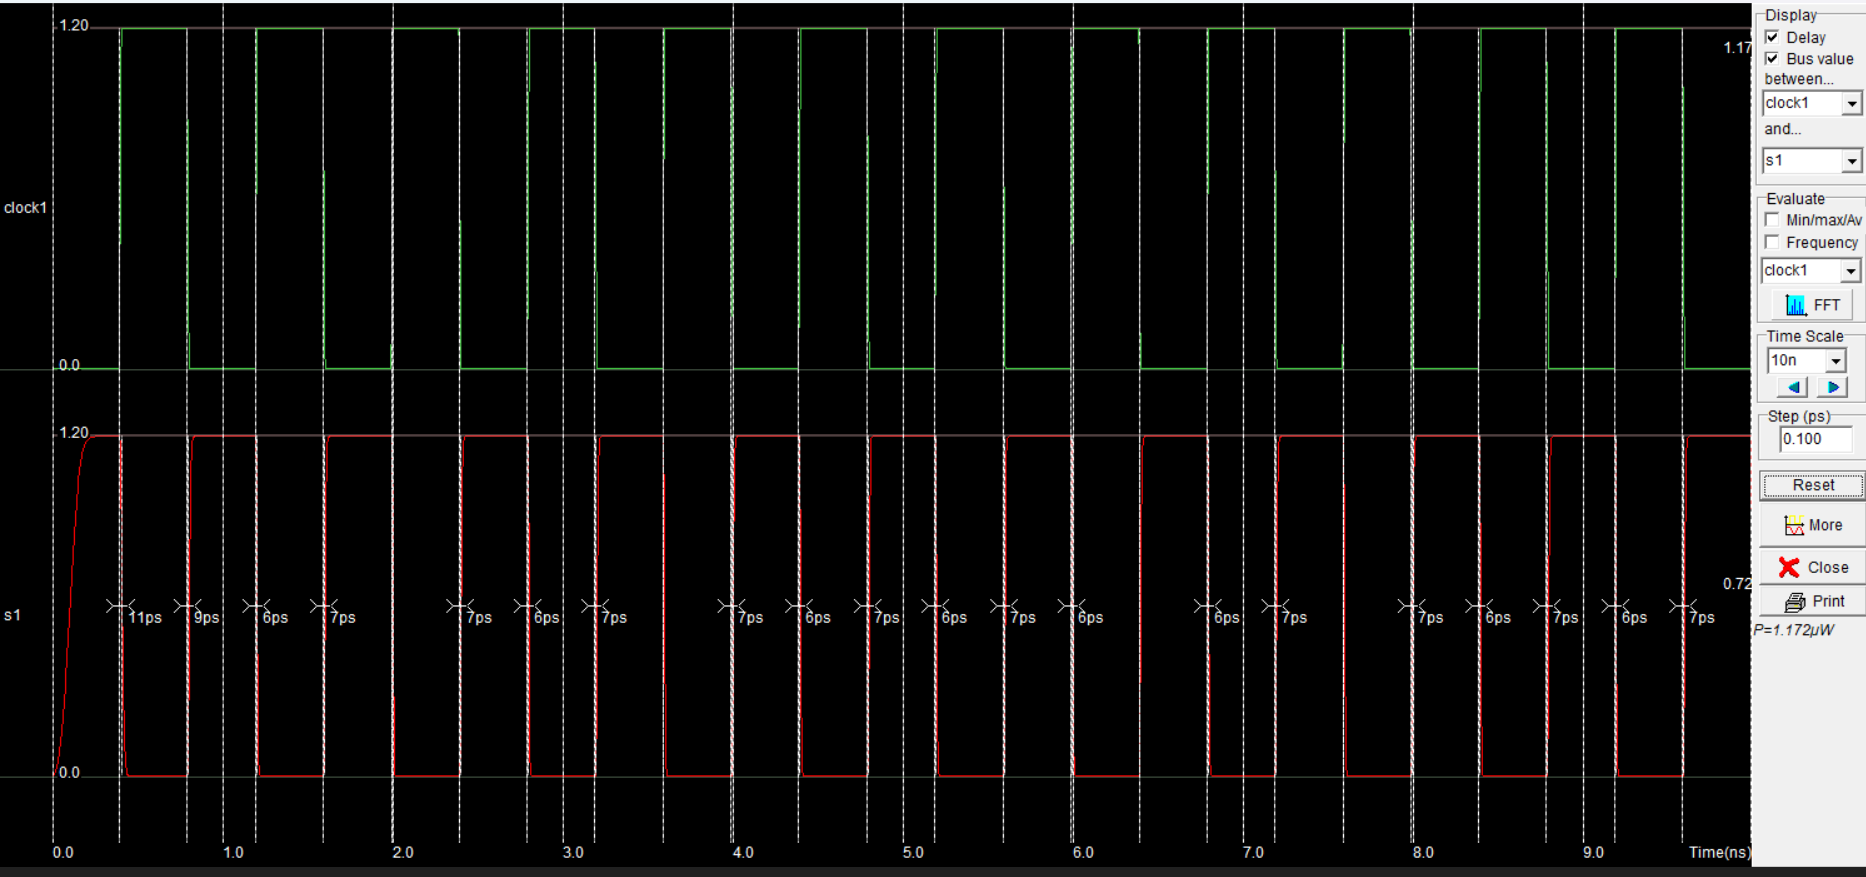 1.20
1.17
clock1
0.0
1.20
0.72
s1
11ps 9ps 6ps 7ps 7ps 6ps 7ps 7ps 6ps 7ps 6ps 7ps 6ps 6ps 7ps 7ps 6ps 7ps 6ps 7ps
0.0
0.0 1.0 2.0 3.0 4.0 5.0 6.0 7.0 8.0 9.0 Time(ns)
Display
Delay
Bus value
between...
clock1
and...
s1
Evaluate
Min/max/Av
Frequency
clock1
FFT
Time Scale
10n
Step (ps)
0.100
Reset
More
Close
Print
P=1.172µW